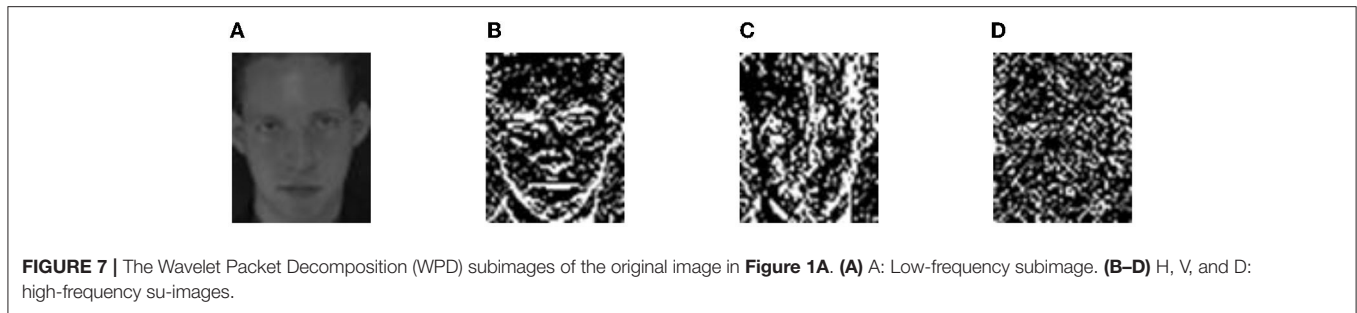 A B C D
FIGURE 7 | The Wavelet Packet Decomposition (WPD) subimages of the original image in Figure 1A. (A) A: Low-frequency subimage. (B–D) H, V, and D:
high-frequency su-images.